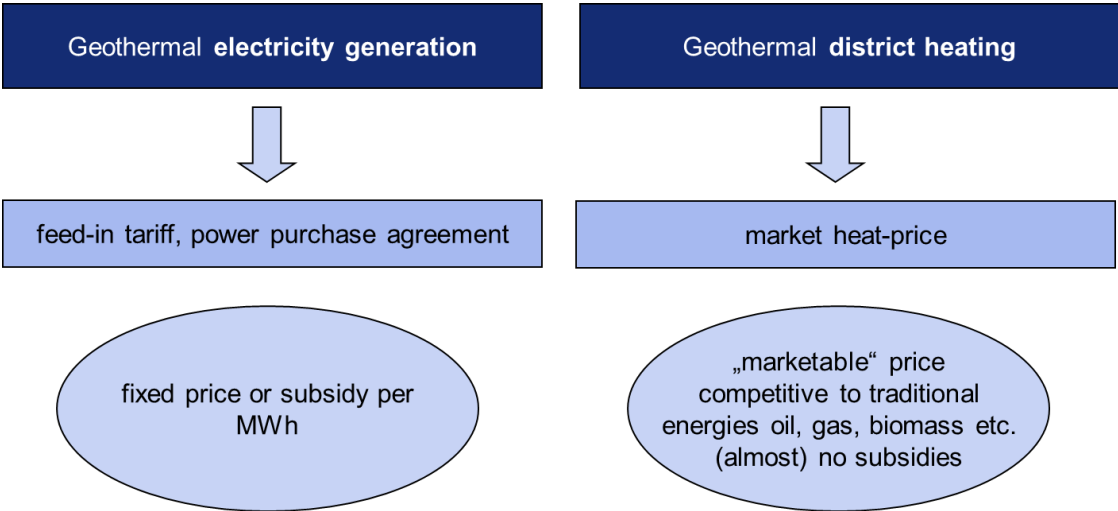 Geothermal electricity generation
Geothermal district heating
feed-in tariff, power purchase agreement
market heat-price
fixed price or subsidy per
MWh
„marketable“ price
competitive to traditional
energies oil, gas, biomass etc.
(almost) no subsidies